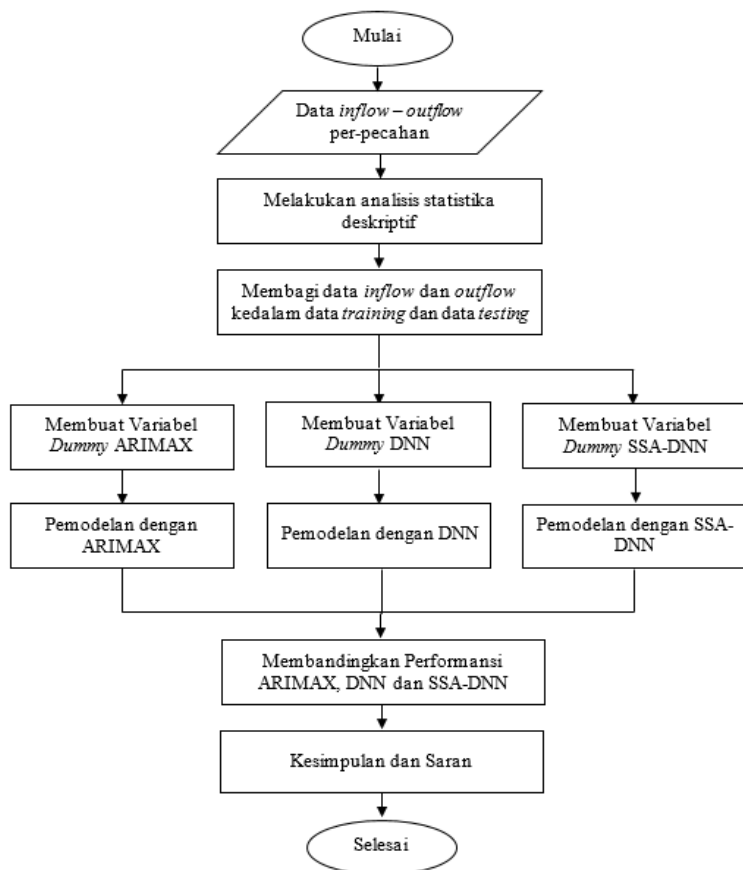 Mulai
Data inflow – outflow
per-pecahan
Melakukan analisis statistika
deskriptif
Membagi data inflow dan outflow
kedalam data training dan data testing
Membuat Variabel
Dummy ARIMAX
Membuat Variabel
Dummy DNN
Membuat Variabel
Dummy SSA-DNN
Pemodelan dengan
ARIMAX
Pemodelan dengan DNN
Pemodelan dengan SSA-
DNN
Membandingkan Performansi
ARIMAX, DNN dan SSA-DNN
Kesimpulan dan Saran
Selesai